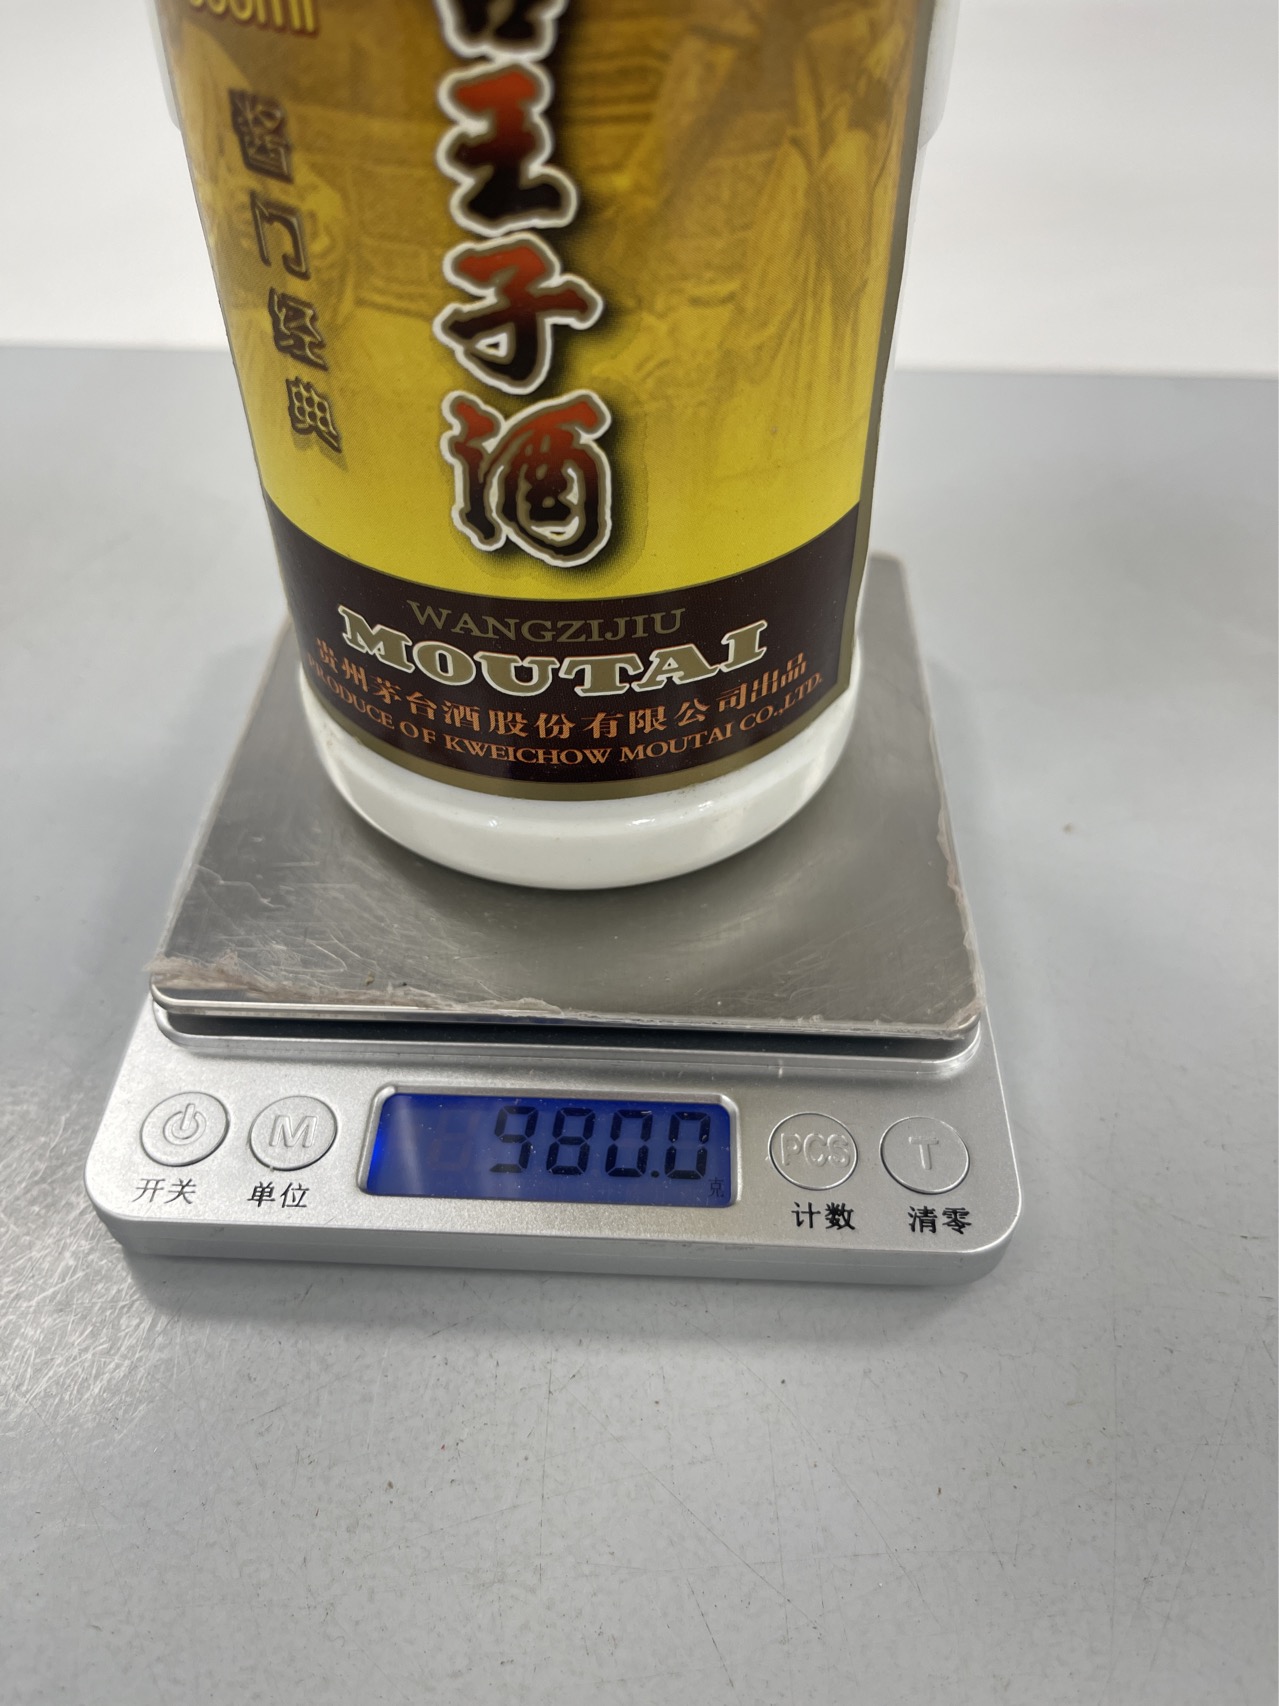 王子酒
酱门经典
WANGZIJIU
MOUTAI
贵州茅台酒股份有限公司出品
PRODUCE OF KWEICHOW MOUTAI CO.,LTD.
980.0
克
M
PCS
T
开关
单位
计数
清零